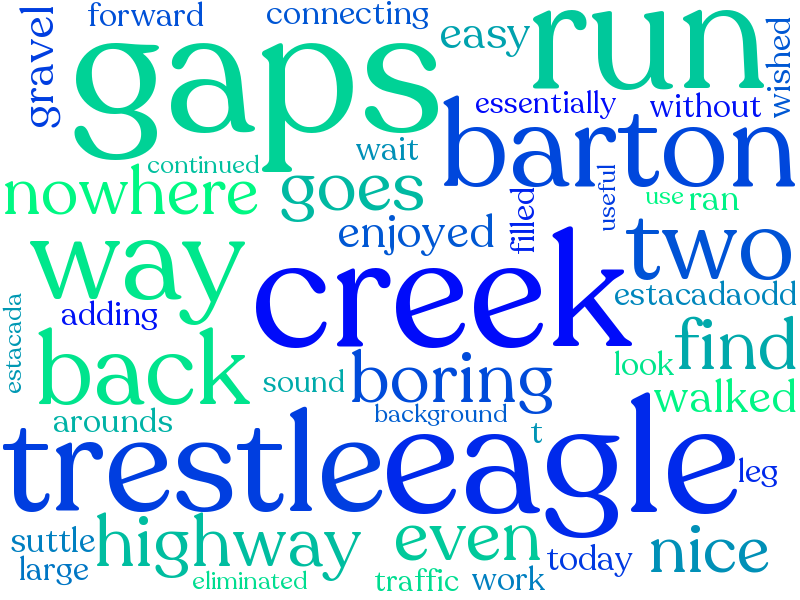 forward
connecting
gravel
gaps
easy
run
wished
essentially
without
barton
wait
continued
nowhere
goes
filled
useful
use
ran
enjoyed
way
creek
two
estacadaodd
adding
estacada
back
find
look
sound
boring
walked
background
arounds
t
trestle
eagle
leg
suttle
highway
even
nice
today
large
eliminated
traffic
work